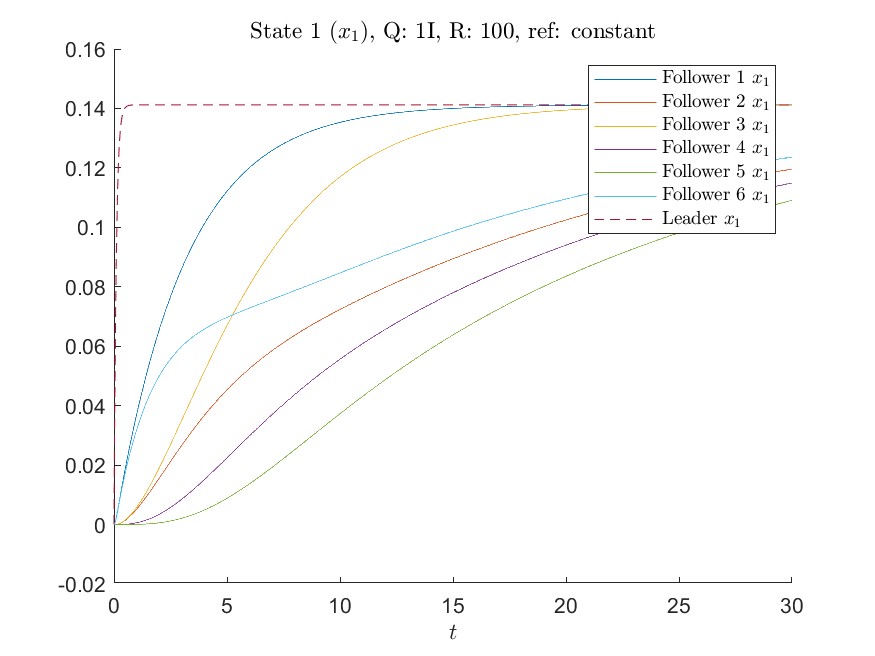 State 1 (x₁), Q: 1I, R: 100, ref: constant
0.16
0.14
0.12
0.1
0.08
0.06
0.04
0.02
0
-0.02
Follower 1 x₁
Follower 2 x₁
Follower 3 x₁
Follower 4 x₁
Follower 5 x₁
Follower 6 x₁
Leader x₁
0 5 10 15 20 25 30
t